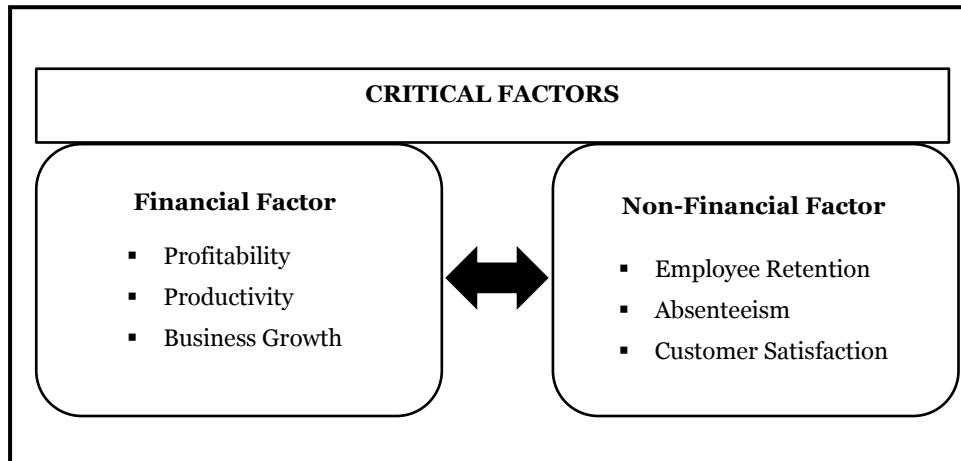 CRITICAL FACTORS
Financial Factor
▪ Profitability
▪ Productivity
▪ Business Growth
Non-Financial Factor
▪ Employee Retention
▪ Absenteeism
▪ Customer Satisfaction